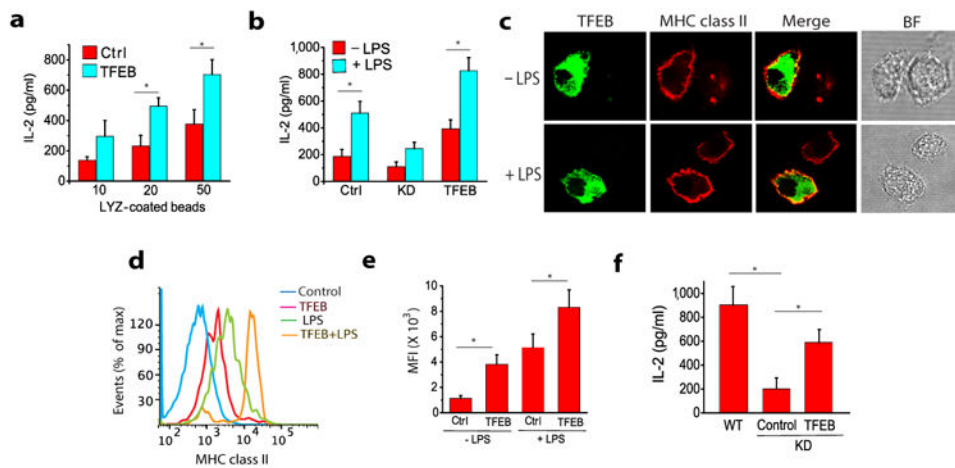 a
Ctrl
TFEB
IL-2 (pg/ml)
800
600
400
200
0
*
*
10 20 50
LYZ-coated beads
b
– LPS
+ LPS
IL-2 (pg/ml)
1,000
800
600
400
200
0
*
*
Ctrl KD TFEB
c
TFEB MHC class II Merge BF
– LPS
+ LPS
d
Control
TFEB
LPS
TFEB+LPS
Events (% of max)
120
90
60
30
10² 10³ 10⁴ 10⁵
MHC class II
e
MFI (X 10³)
10
8
6
4
2
0
*
*
Ctrl TFEB Ctrl TFEB
- LPS + LPS
f
IL-2 (pg/ml)
1,000
800
600
400
200
0
*
*
WT Control TFEB
KD